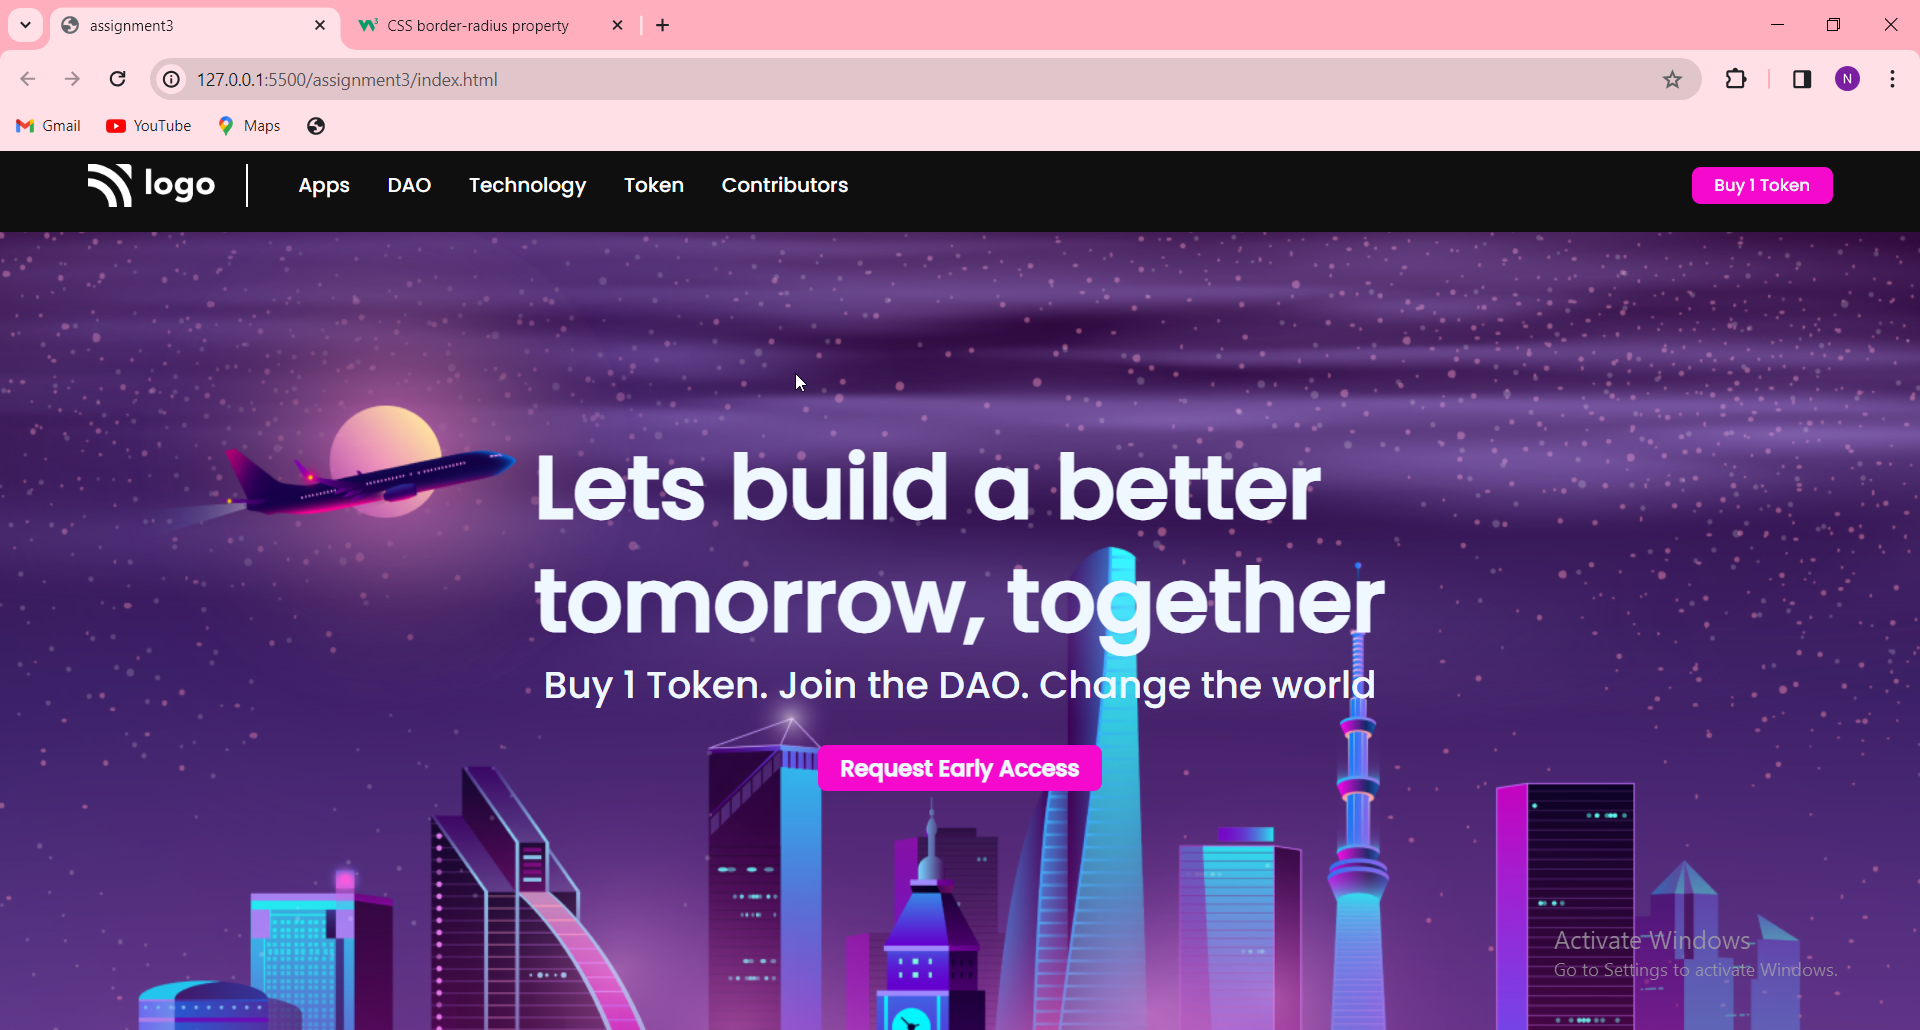 assignment3
CSS border-radius property
127.0.0.1:5500/assignment3/index.html
N
Gmail
YouTube
Maps
logo
Apps
DAO
Technology
Token
Contributors
Buy 1 Token
Lets build a better
tomorrow, together
Buy 1 Token. Join the DAO. Change the world
Request Early Access
Activate Windows
Go to Settings to activate Windows.